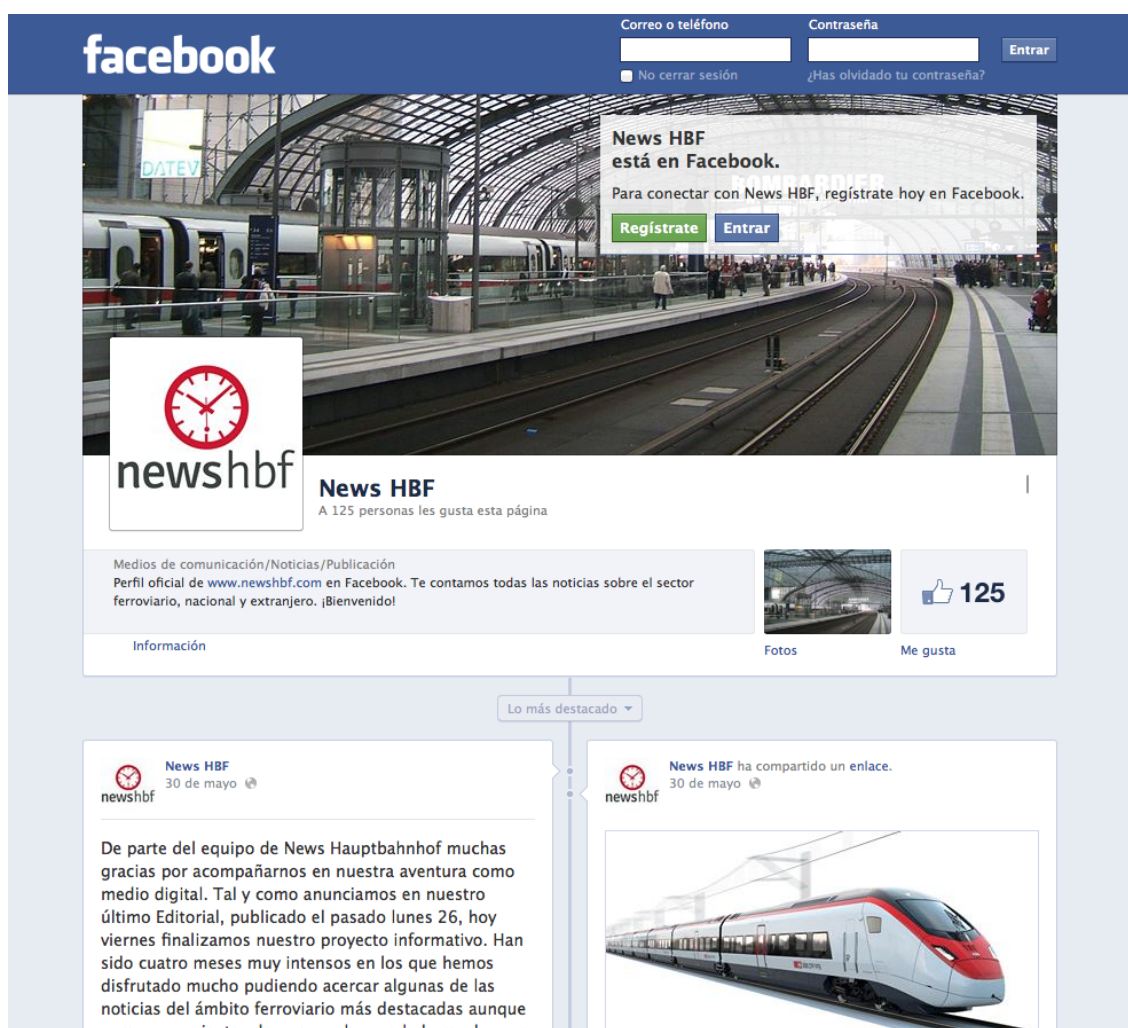 facebook
Correo o teléfono
Contraseña
Entrar
No cerrar sesión
¿Has olvidado tu contraseña?
DATEV
BOMBARDIER
News HBF
está en Facebook.
Para conectar con News HBF, regístrate hoy en Facebook.
Regístrate Entrar
newshbf
News HBF
A 125 personas les gusta esta página
Medios de comunicación/Noticias/Publicación
Perfil oficial de www.newshbf.com en Facebook. Te contamos todas las noticias sobre el sector
ferroviario, nacional y extranjero. ¡Bienvenido!
125
Información
Fotos
Me gusta
Lo más destacado
newshbf
News HBF
30 de mayo
De parte del equipo de News Hauptbahnhof muchas
gracias por acompañarnos en nuestra aventura como
medio digital. Tal y como anunciamos en nuestro
último Editorial, publicado el pasado lunes 26, hoy
viernes finalizamos nuestro proyecto informativo. Han
sido cuatro meses muy intensos en los que hemos
disfrutado mucho pudiendo acercar algunas de las
noticias del ámbito ferroviario más destacadas aunque
newshbf
News HBF ha compartido un enlace.
30 de mayo